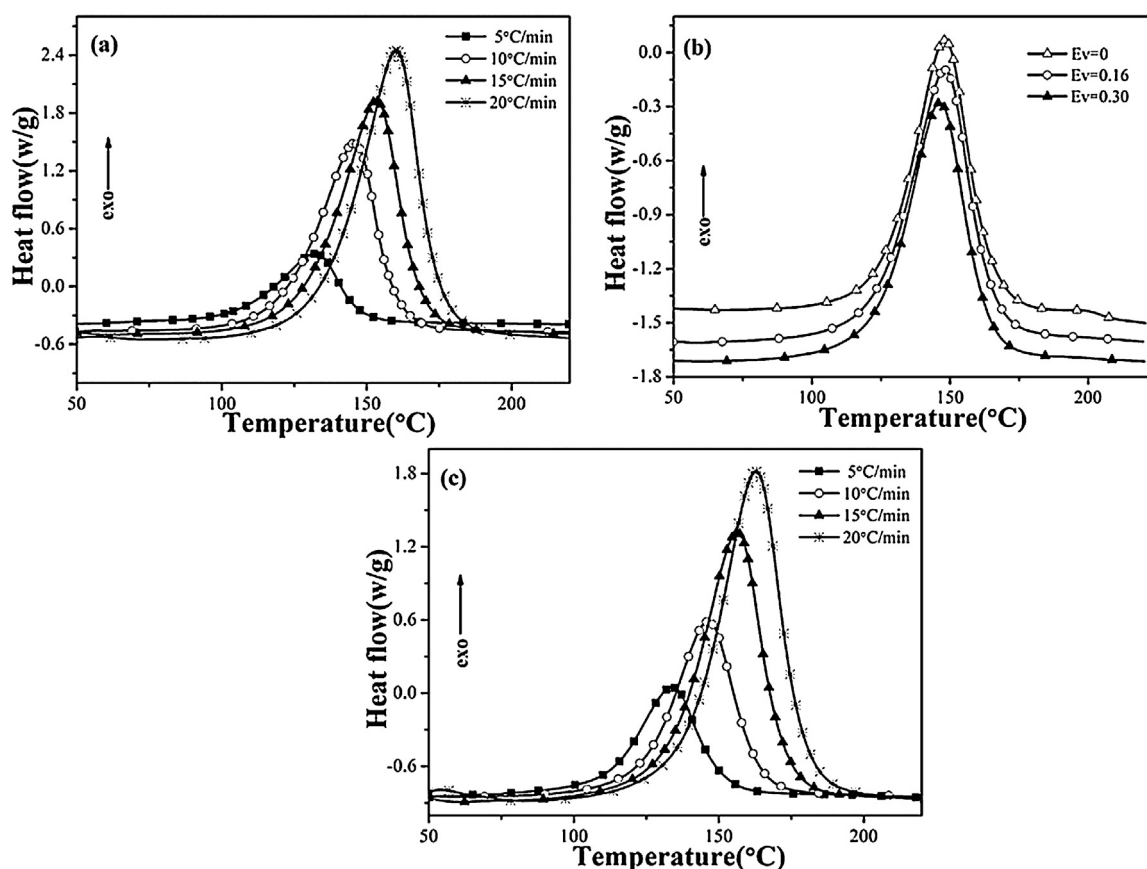 (a)
5°C/min
10°C/min
15°C/min
20°C/min
2.4
1.8
1.2
0.6
0.0
-0.6
Heat flow(w/g)
exo
50 100 150 200
Temperature(°C)
(b)
Ev=0
Ev=0.16
Ev=0.30
0.0
-0.3
-0.6
-0.9
-1.2
-1.5
-1.8
Heat flow(w/g)
exo
50 100 150 200
Temperature(°C)
(c)
5°C/min
10°C/min
15°C/min
20°C/min
1.8
1.2
0.6
0.0
-0.6
Heat flow(w/g)
exo
50 100 150 200
Temperature(°C)